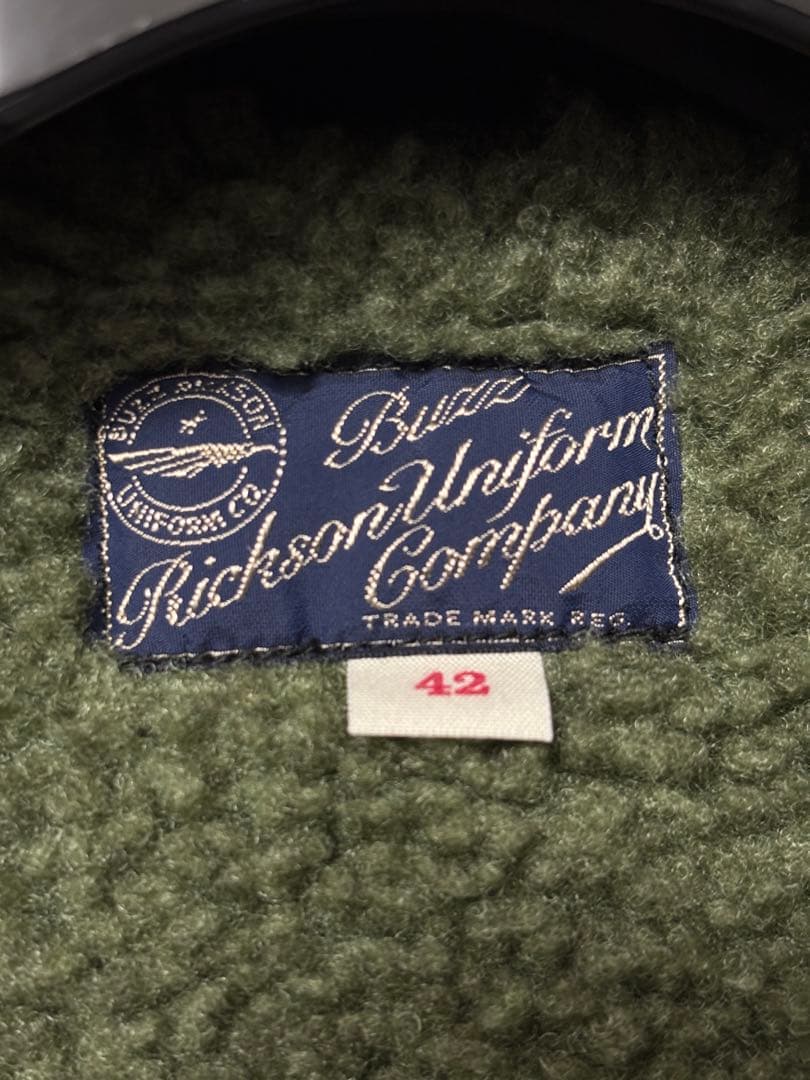 BUZZ RICKSON
UNIFORM CO.
Buzz
Rickson Uniform
Company
TRADE MARK REG.
42